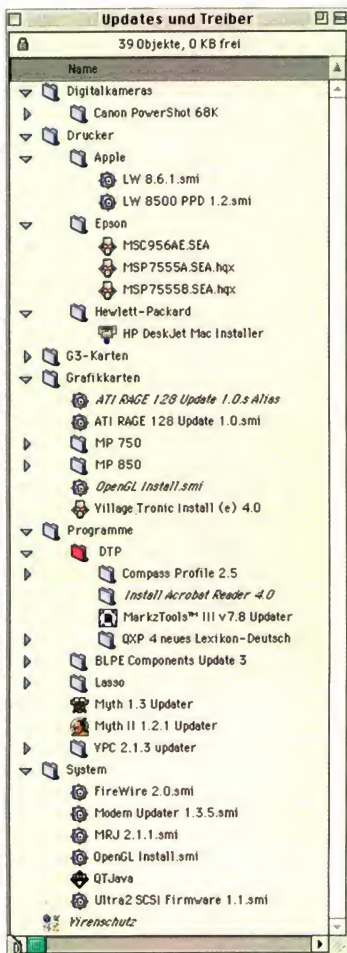 Updates und Treiber
39 Objekte, 0 KB frei
Name
Digitalkameras
Canon PowerShot 68K
Drucker
Apple
LW 8.6.1.smi
LW 8500 PPD 1.2.smi
Epson
MSC956AE.SEA
MSP7555A.SEA.hqx
MSP7555B.SEA.hqx
Hewlett-Packard
HP DeskJet Mac Installer
G3-Karten
Grafikkarten
ATI RAGE 128 Update 1.0.s Alias
ATI RAGE 128 Update 1.0.smi
MP 750
MP 850
OpenGL Install.smi
Village Tronic Install (e) 4.0
Programme
DTP
Compass Profile 2.5
Install Acrobat Reader 4.0
MarkzTools™ III v7.8 Updater
QXP 4 neues Lexikon-Deutsch
BLPE Components Update 3
Lasso
Myth 1.3 Updater
Myth II 1.2.1 Updater
VPC 2.1.3 updater
System
FireWire 2.0.smi
Modem Updater 1.3.5.smi
MRJ 2.1.1.smi
OpenGL Install.smi
QTJava
Ultra2 SCSI Firmware 1.1.smi
Virenschutz